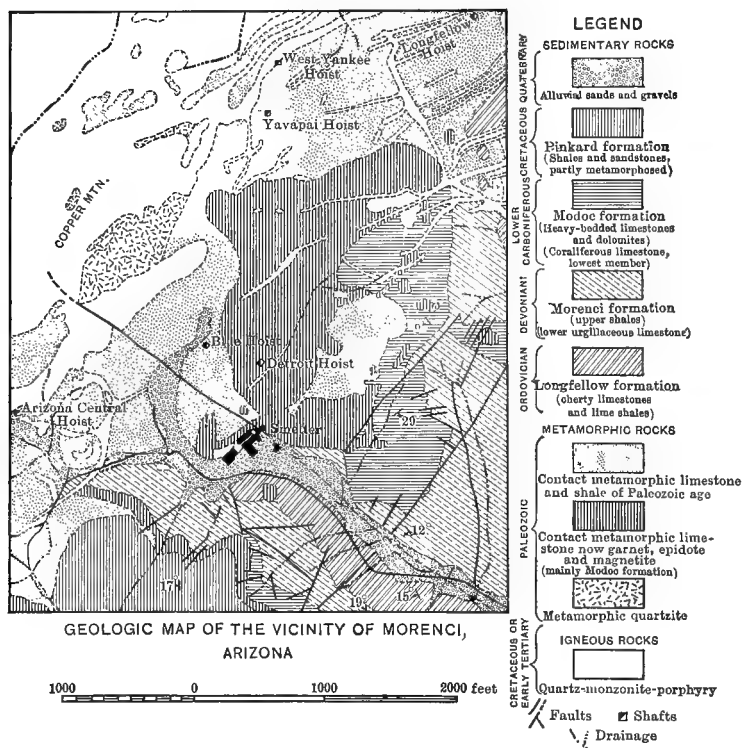 Longfellow
Hoist
West Yankee
Hoist
Yavapai Hoist
COPPER MTN.
Blue Hoist
Detroit Hoist
Arizona Central
Hoist
Smelter
29
12
17
19
15
GEOLOGIC MAP OF THE VICINITY OF MORENCI,
ARIZONA
1000 0 1000 2000 feet
LEGEND
SEDIMENTARY ROCKS
QUATERNARY
Alluvial sands and gravels
CRETACEOUS
Pinkard formation
(Shales and sandstones,
partly metamorphosed)
LOWER
CARBONIFEROUS
Modoc formation
(Heavy-bedded limestones
and dolomites)
(Coralliferous limestone,
lowest member)
DEVONIAN?
Morenci formation
(upper shales)
(lower urgillaceous limestone)
ORDOVICIAN
Longfellow formation
(cherty limestones
and lime shales)
METAMORPHIC ROCKS
PALEOZOIC
Contact metamorphic limestone
and shale of Paleozoic age
Contact metamorphic lime-
stone now garnet, epidote
and magnetite
(mainly Modoc formation)
Metamorphic quartzite
CRETACEOUS OR
EARLY TERTIARY
IGNEOUS ROCKS
Quartz-monzonite-porphyry
Faults Shafts
Drainage